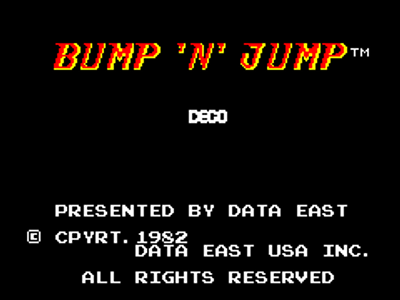 BUMP 'N' JUMP™
DECO
PRESENTED BY DATA EAST
© CPYRT. 1982
DATA EAST USA INC.
ALL RIGHTS RESERVED